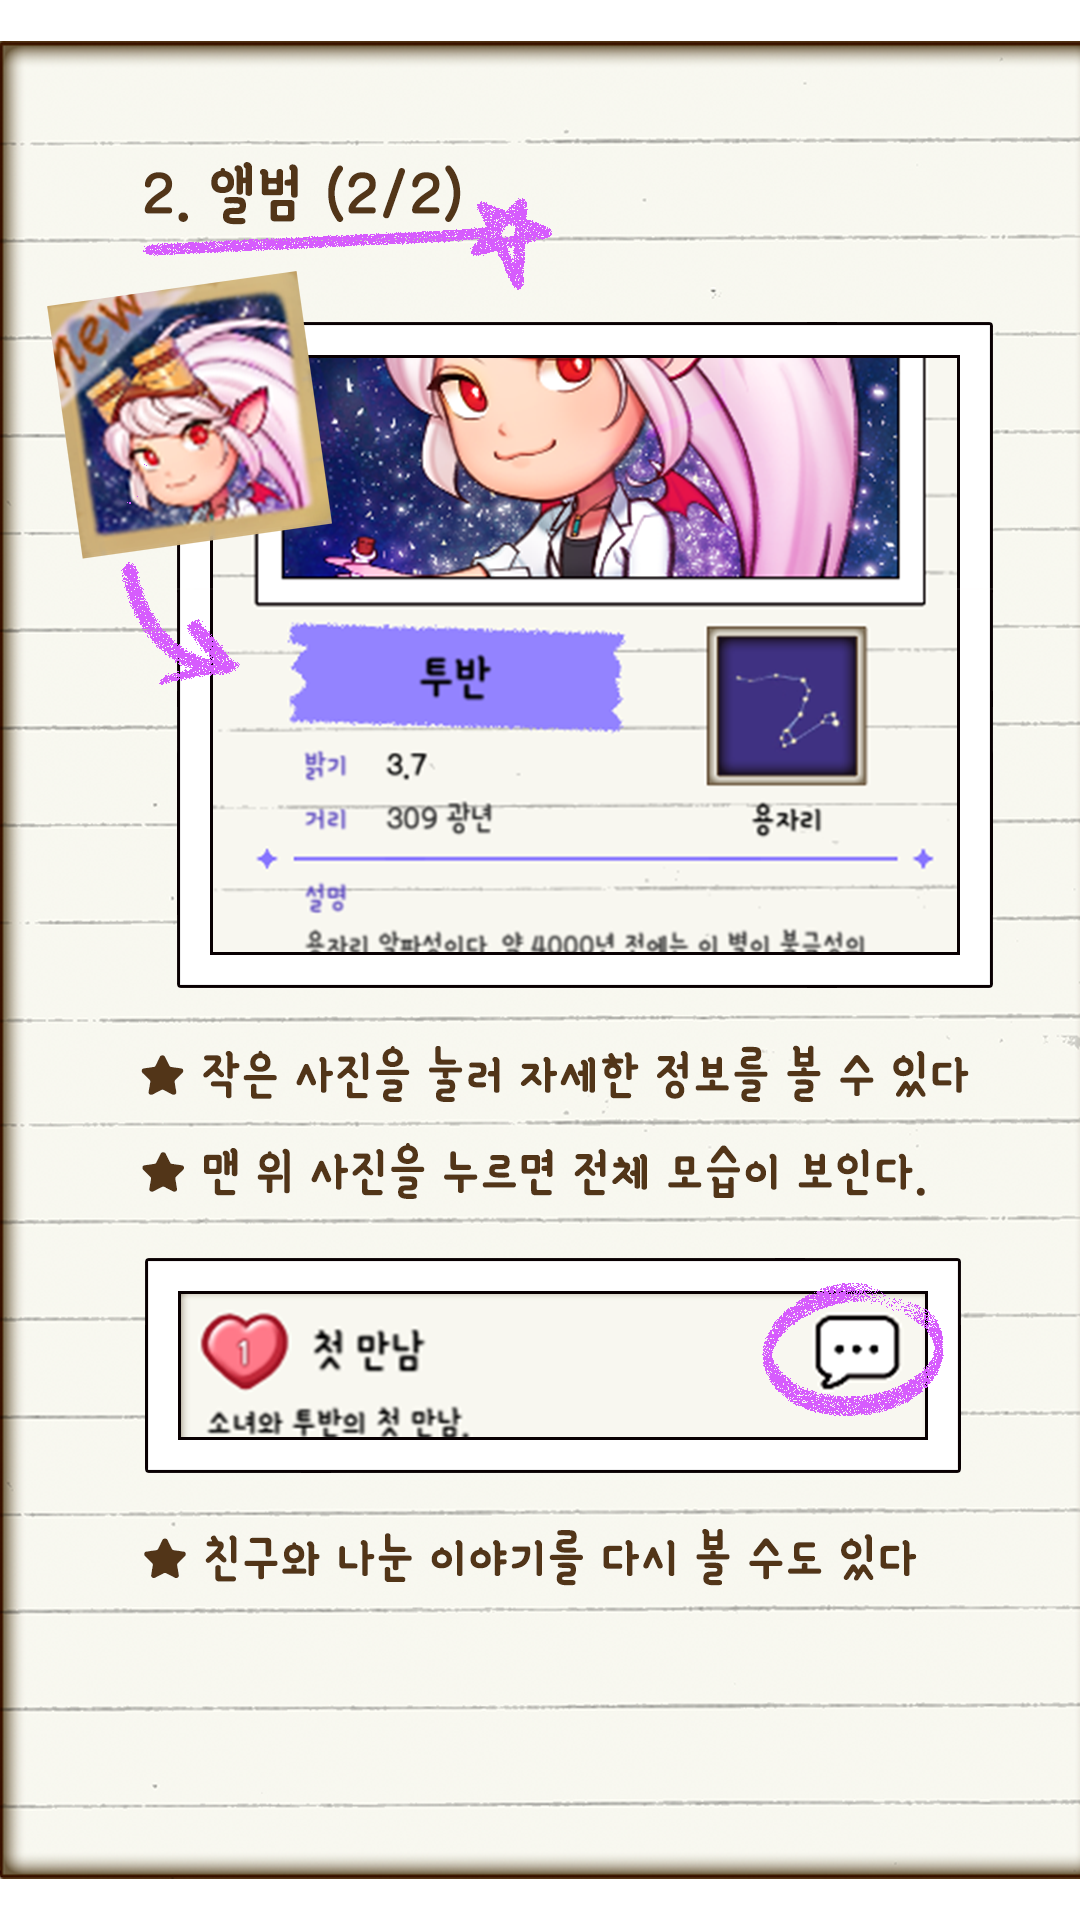 2. 앨범 (2/2)
new
투반
밝기 3.7
거리 309 광년
용자리
설명
용자리 알파성이다. 약 4000년 전에는 이 별이 북극성의
★ 작은 사진을 눌러 자세한 정보를 볼 수 있다
★ 맨 위 사진을 누르면 전체 모습이 보인다.
1 첫 만남
소녀와 투반의 첫 만남.
★ 친구와 나눈 이야기를 다시 볼 수도 있다